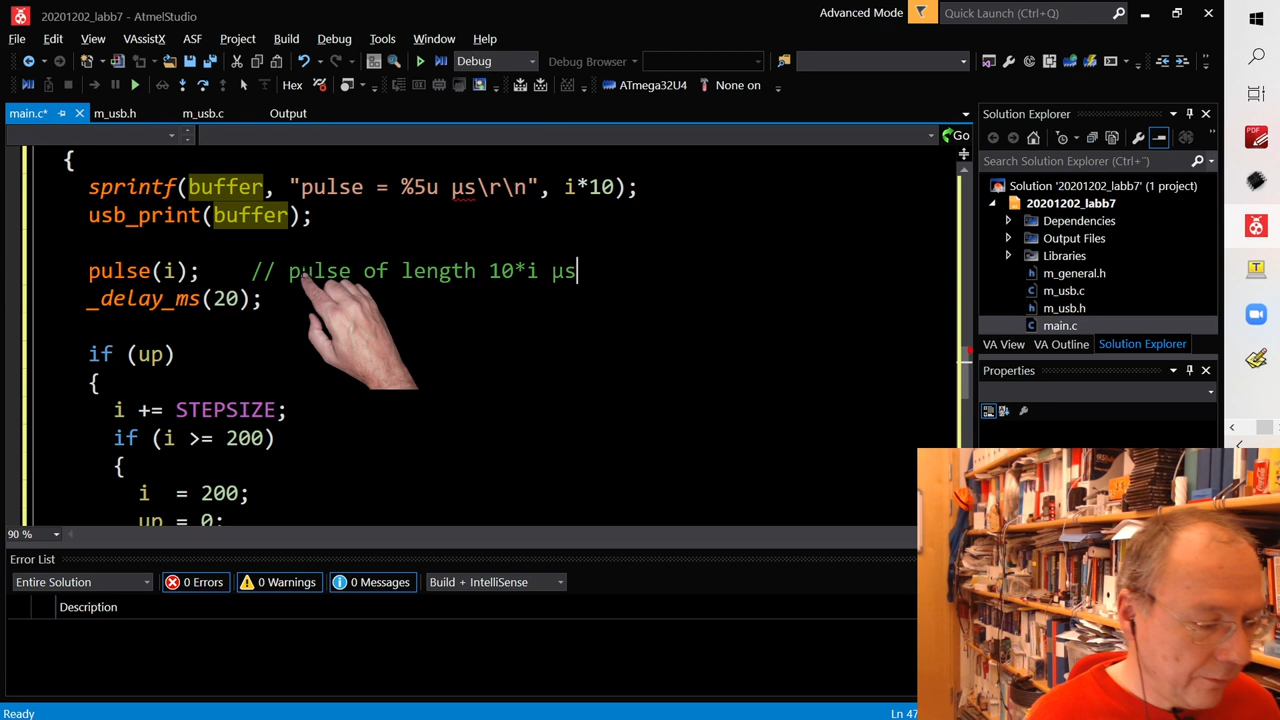 20201202_labb7 - AtmelStudio
Advanced Mode
Quick Launch (Ctrl+Q)
File Edit View VAssistX ASF Project Build Debug Tools Window Help
Debug
Debug Browser
Hex
ATmega32U4
None on
main.c*
m_usb.h
m_usb.c
Output
Go
{
sprintf(buffer, "pulse = %5u µs\r\n", i*10);
usb_print(buffer);
pulse(i); // pulse of length 10*i µs
_delay_ms(20);
if (up)
{
i += STEPSIZE;
if (i >= 200)
{
i = 200;
up = 0;
90 %
Solution Explorer
Search Solution Explorer (Ctrl+¨)
Solution '20201202_labb7' (1 project)
20201202_labb7
Dependencies
Output Files
Libraries
m_general.h
m_usb.c
m_usb.h
main.c
VA View
VA Outline
Solution Explorer
Properties
Error List
Entire Solution
0 Errors
0 Warnings
0 Messages
Build + IntelliSense
Description
Ready
Ln 47
PDF
T